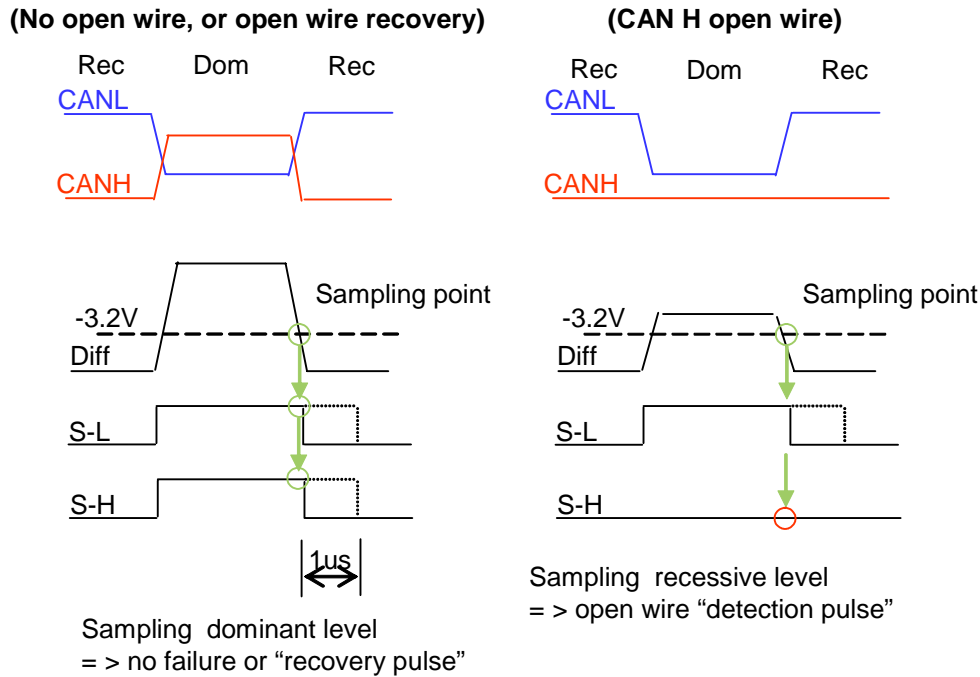 (No open wire, or open wire recovery)
Rec Dom Rec
CANL
CANH
-3.2V
Sampling point
Diff
S-L
S-H
1us
Sampling dominant level
= > no failure or “recovery pulse”
(CAN H open wire)
Rec Dom Rec
CANL
CANH
-3.2V
Sampling point
Diff
S-L
S-H
Sampling recessive level
= > open wire “detection pulse”